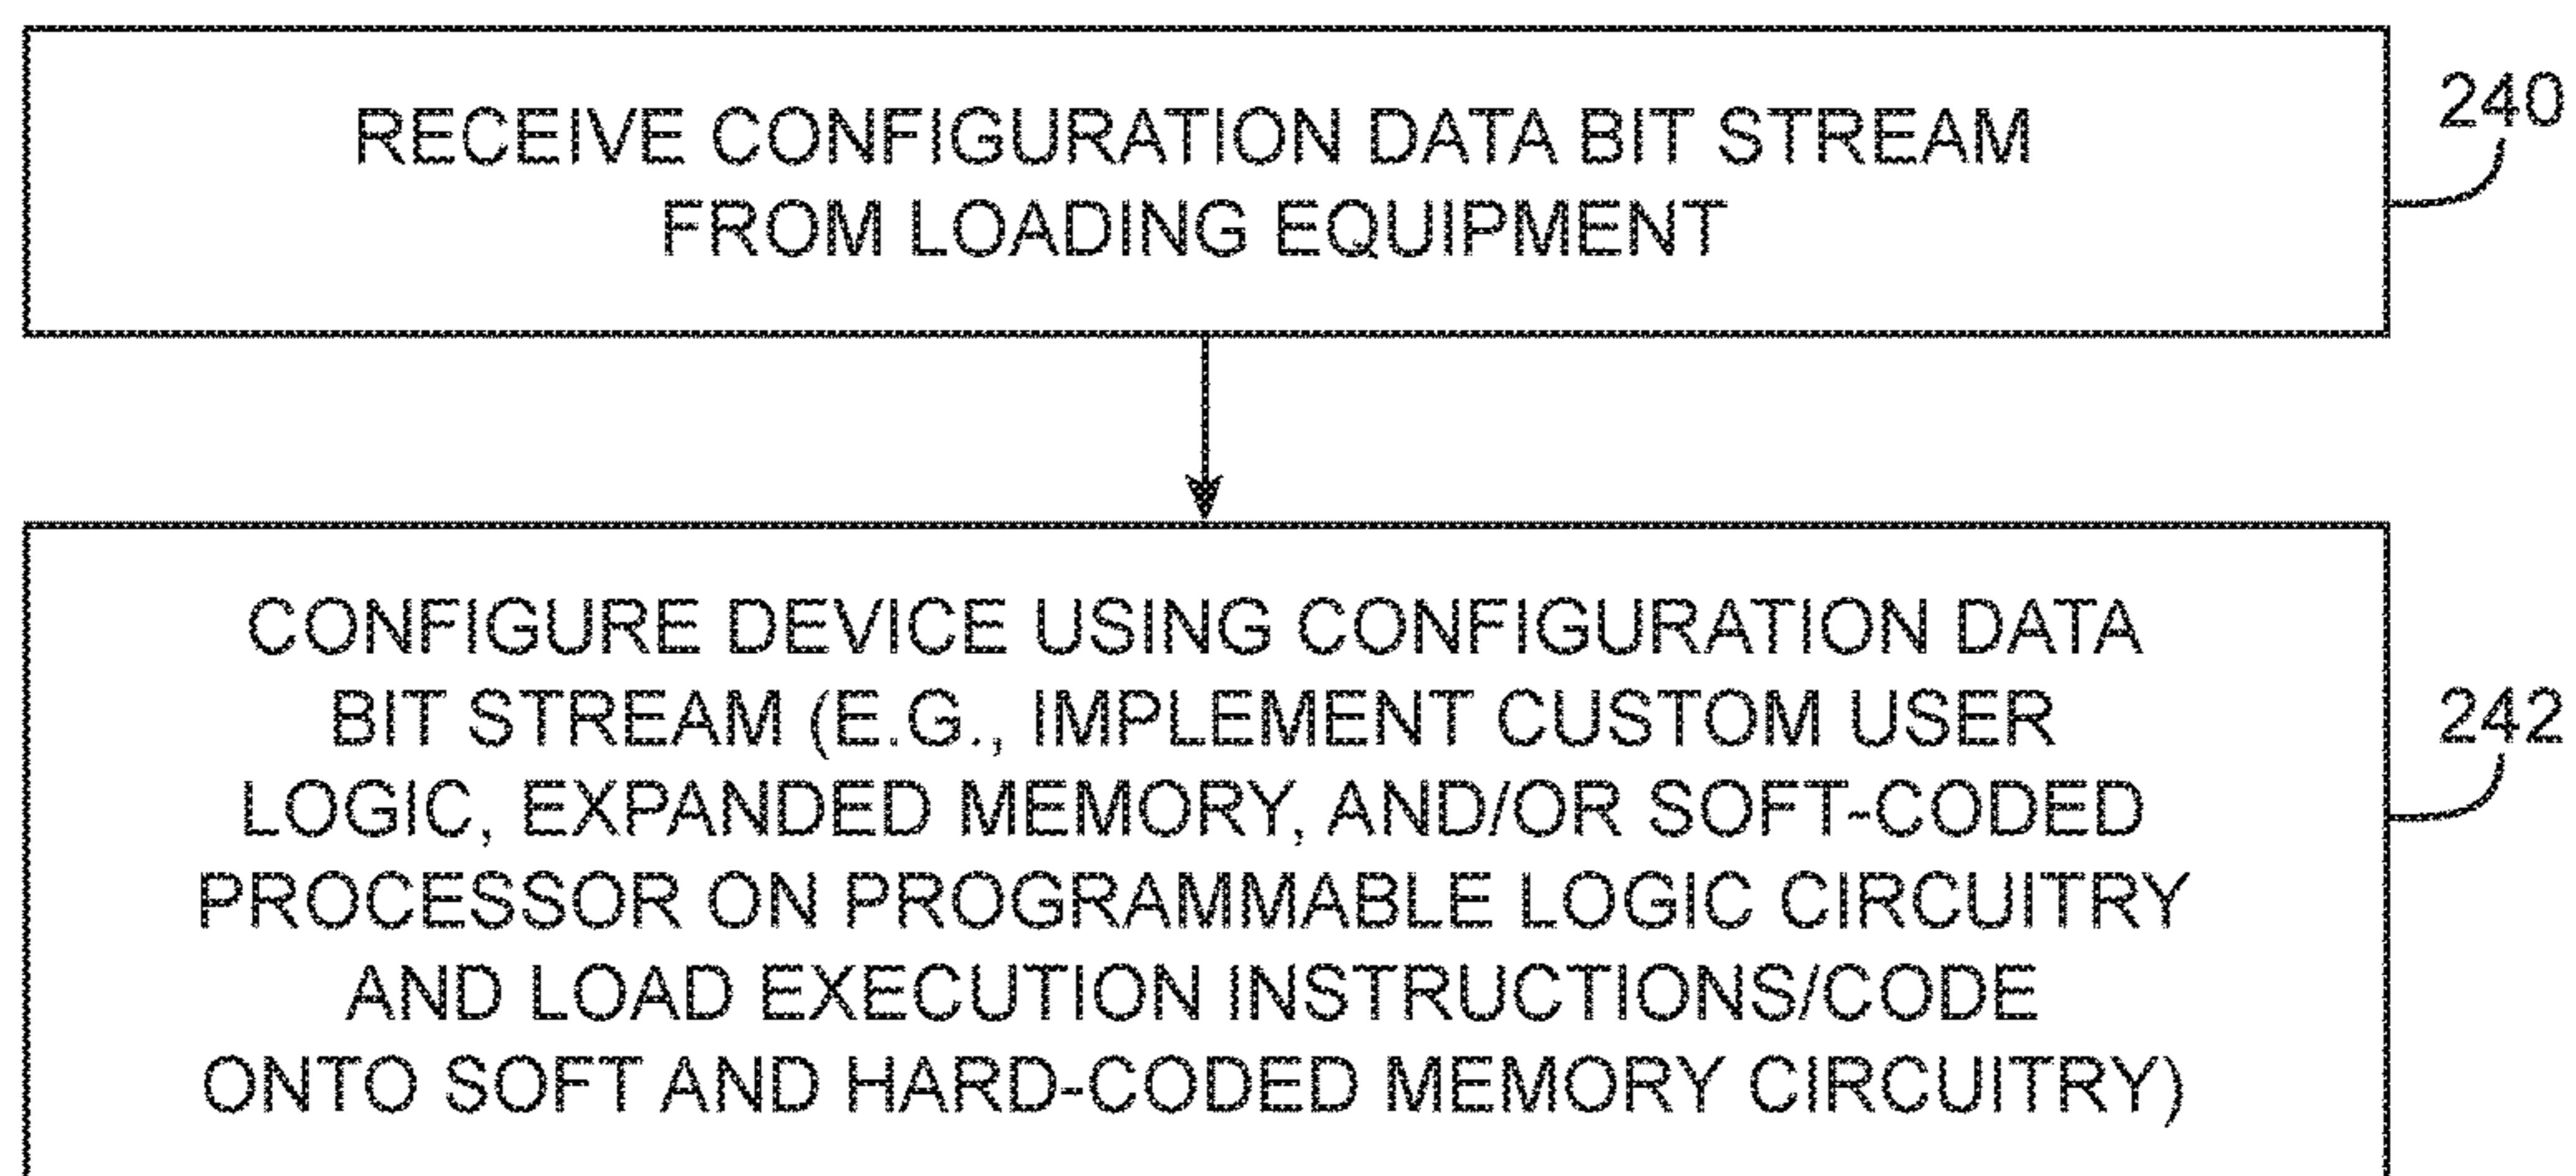 RECEIVE CONFIGURATION DATA BIT STREAM
FROM LOADING EQUIPMENT
240
CONFIGURE DEVICE USING CONFIGURATION DATA
BIT STREAM (E.G., IMPLEMENT CUSTOM USER
LOGIC, EXPANDED MEMORY, AND/OR SOFT-CODED
PROCESSOR ON PROGRAMMABLE LOGIC CIRCUITRY
AND LOAD EXECUTION INSTRUCTIONS/CODE
ONTO SOFT AND HARD-CODED MEMORY CIRCUITRY)
242